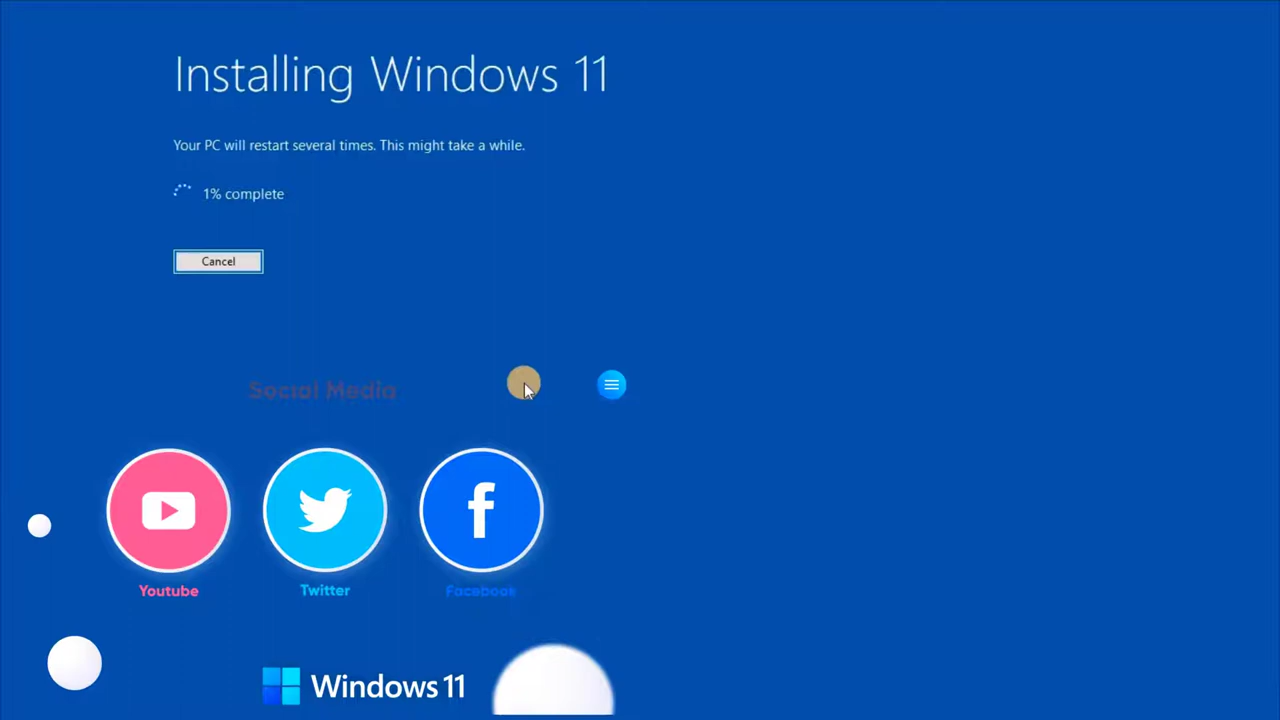 Installing Windows 11
Your PC will restart several times. This might take a while.
1% complete
Cancel
Social Media
Youtube
Twitter
Facebook
Windows 11